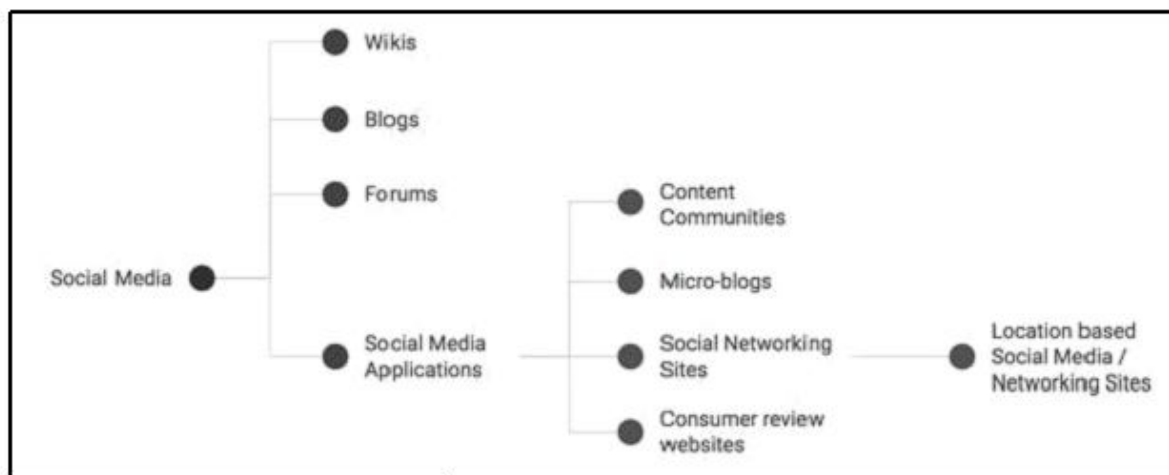 Social Media
Wikis
Blogs
Forums
Social Media
Applications
Content
Communities
Micro-blogs
Social Networking
Sites
Consumer review
websites
Location based
Social Media /
Networking Sites